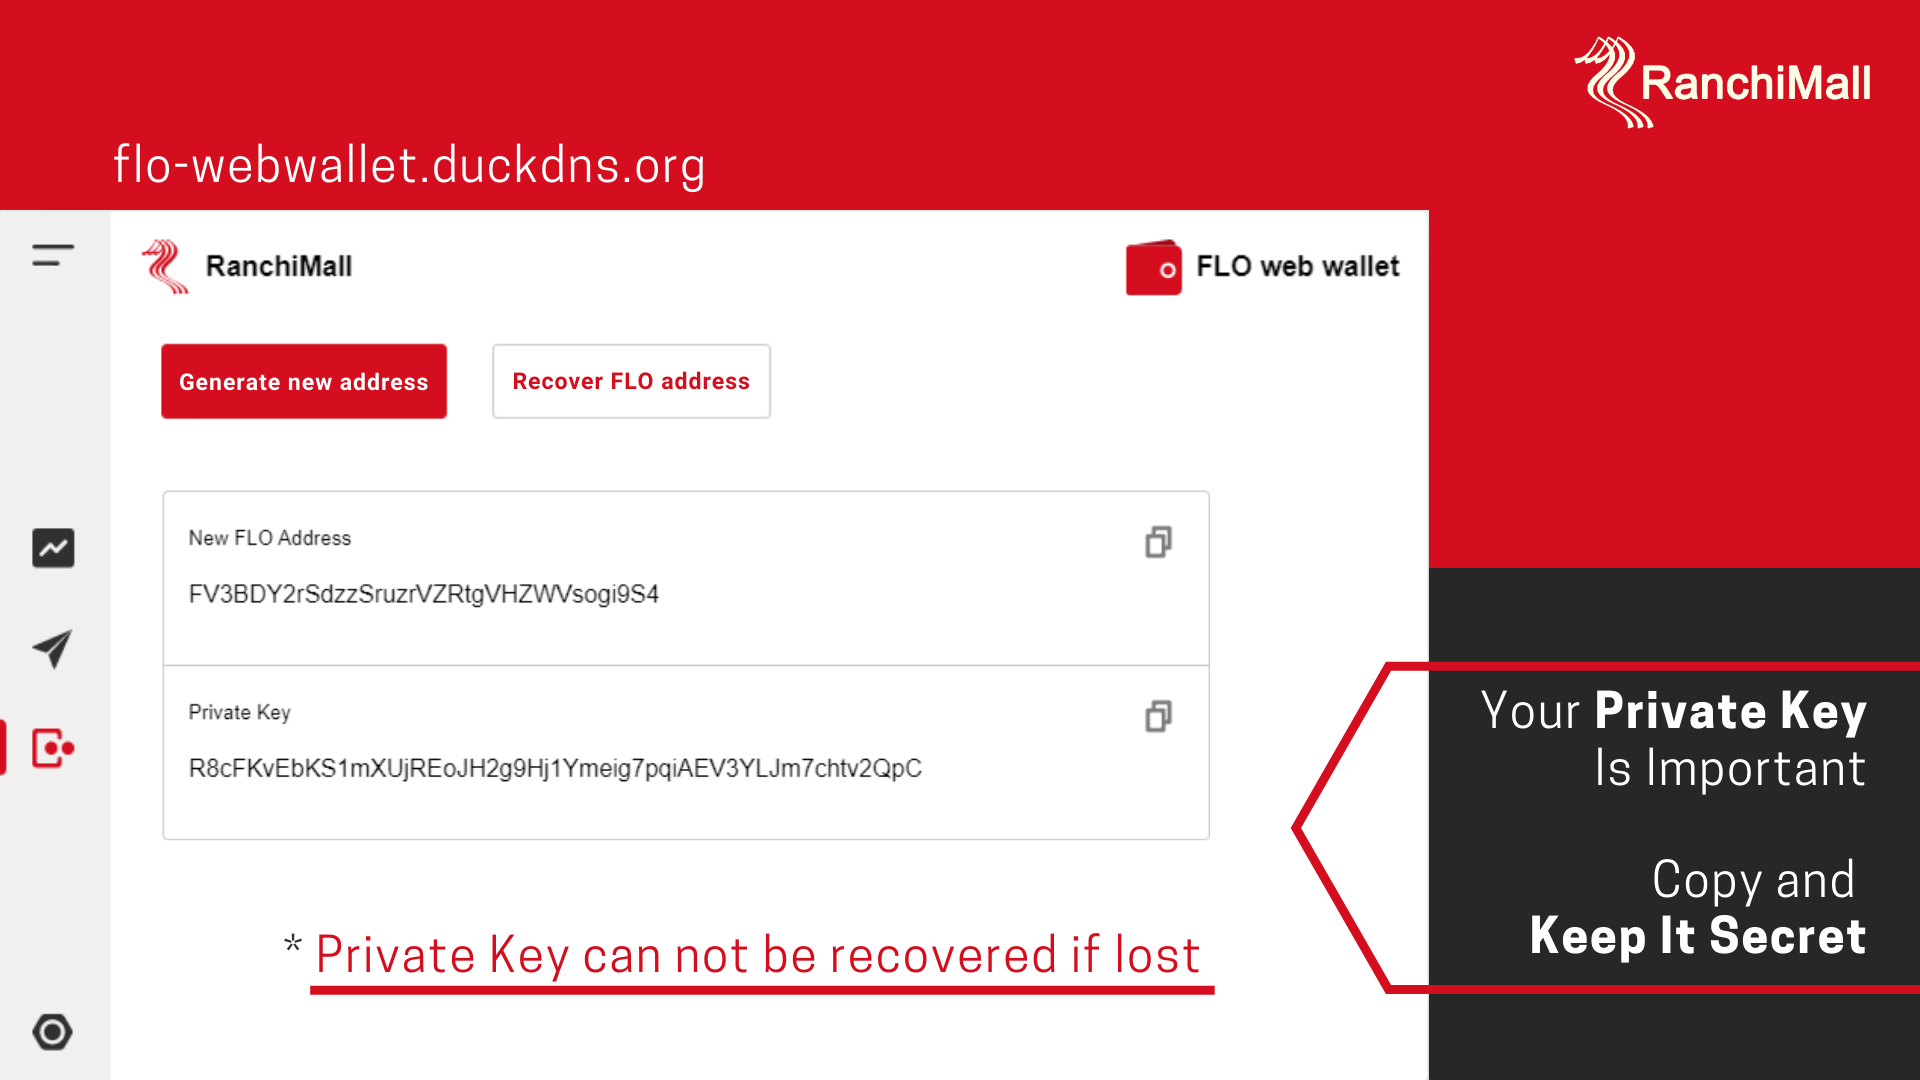 RanchiMall
flo-webwallet.duckdns.org
RanchiMall
FLO web wallet
Generate new address
Recover FLO address
New FLO Address
FV3BDY2rSdzzSruzrVZRtgVHZWVsogi9S4
Private Key
R8cFKvEbKS1mXUjREoJH2g9Hj1Ymeig7pqiAEV3YLJm7chtv2QpC
* Private Key can not be recovered if lost
Your Private Key
Is Important
Copy and
Keep It Secret